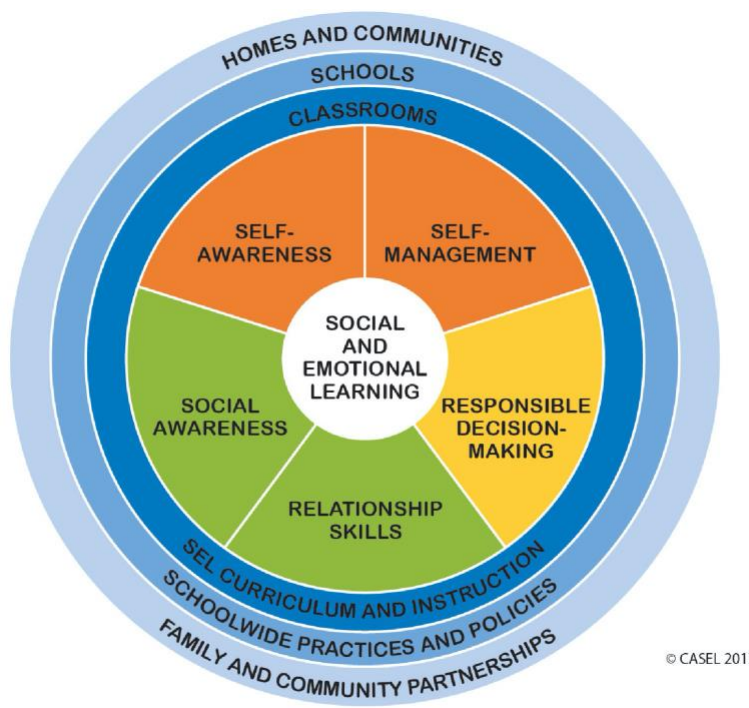 HOMES AND COMMUNITIES
SCHOOLS
CLASSROOMS
SELF-
AWARENESS
SELF-
MANAGEMENT
SOCIAL
AND
EMOTIONAL
LEARNING
SOCIAL
AWARENESS
RESPONSIBLE
DECISION-
MAKING
RELATIONSHIP
SKILLS
SEL CURRICULUM AND INSTRUCTION
SCHOOLWIDE PRACTICES AND POLICIES
FAMILY AND COMMUNITY PARTNERSHIPS
© CASEL 201